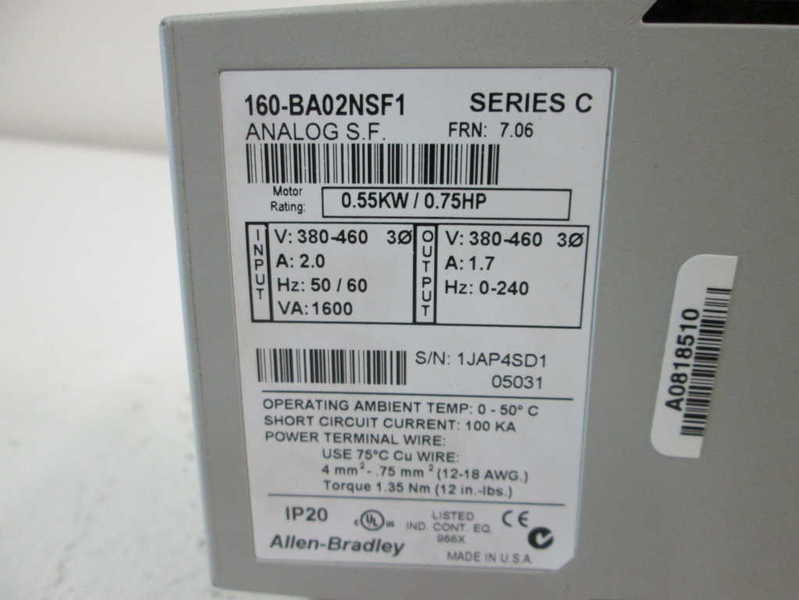 160-BA02NSF1 SERIES C
ANALOG S.F. FRN: 7.06
Motor
Rating: 0.55KW / 0.75HP
INPUT
V: 380-460 3Ø
A: 2.0
Hz: 50 / 60
VA: 1600
OUTPUT
V: 380-460 3Ø
A: 1.7
Hz: 0-240
S/N: 1JAP4SD1
05031
OPERATING AMBIENT TEMP: 0 - 50° C
SHORT CIRCUIT CURRENT: 100 KA
POWER TERMINAL WIRE:
USE 75°C Cu WIRE:
4 mm² - .75 mm² (12-18 AWG.)
Torque 1.35 Nm (12 in.-lbs.)
IP20
c UL us
LISTED
IND. CONT. EQ.
966X
CE
Allen-Bradley
MADE IN U.S.A.
A0818510